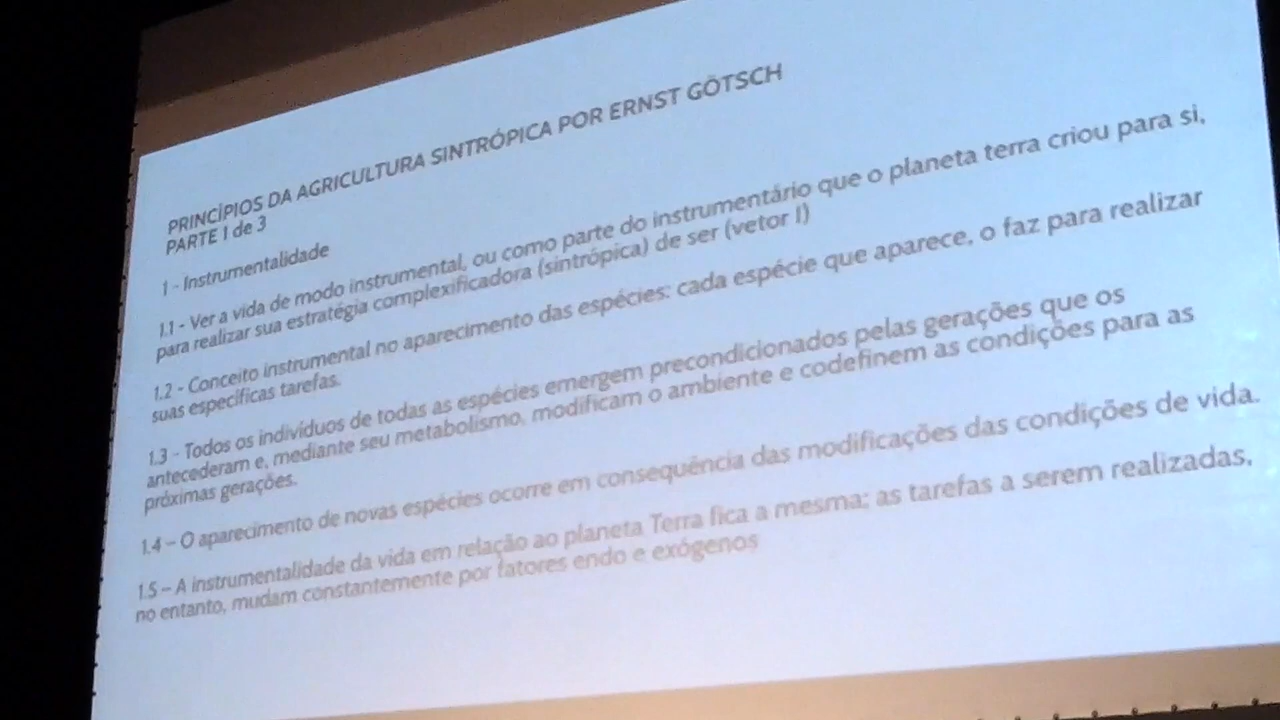 PRINCÍPIOS DA AGRICULTURA SINTRÓPICA POR ERNST GÖTSCH
PARTE I de 3
1 - Instrumentalidade
1.1 - Ver a vida de modo instrumental, ou como parte do instrumentário que o planeta terra criou para si,
para realizar sua estratégia complexificadora (sintrópica) de ser (vetor I)
1.2 - Conceito instrumental no aparecimento das espécies: cada espécie que aparece, o faz para realizar
suas específicas tarefas.
1.3 - Todos os indivíduos de todas as espécies emergem precondicionados pelas gerações que os
antecederam e, mediante seu metabolismo, modificam o ambiente e codefinem as condições para as
próximas gerações.
1.4 – O aparecimento de novas espécies ocorre em consequência das modificações das condições de vida.
1.5 – A instrumentalidade da vida em relação ao planeta Terra fica a mesma; as tarefas a serem realizadas,
no entanto, mudam constantemente por fatores endo e exógenos